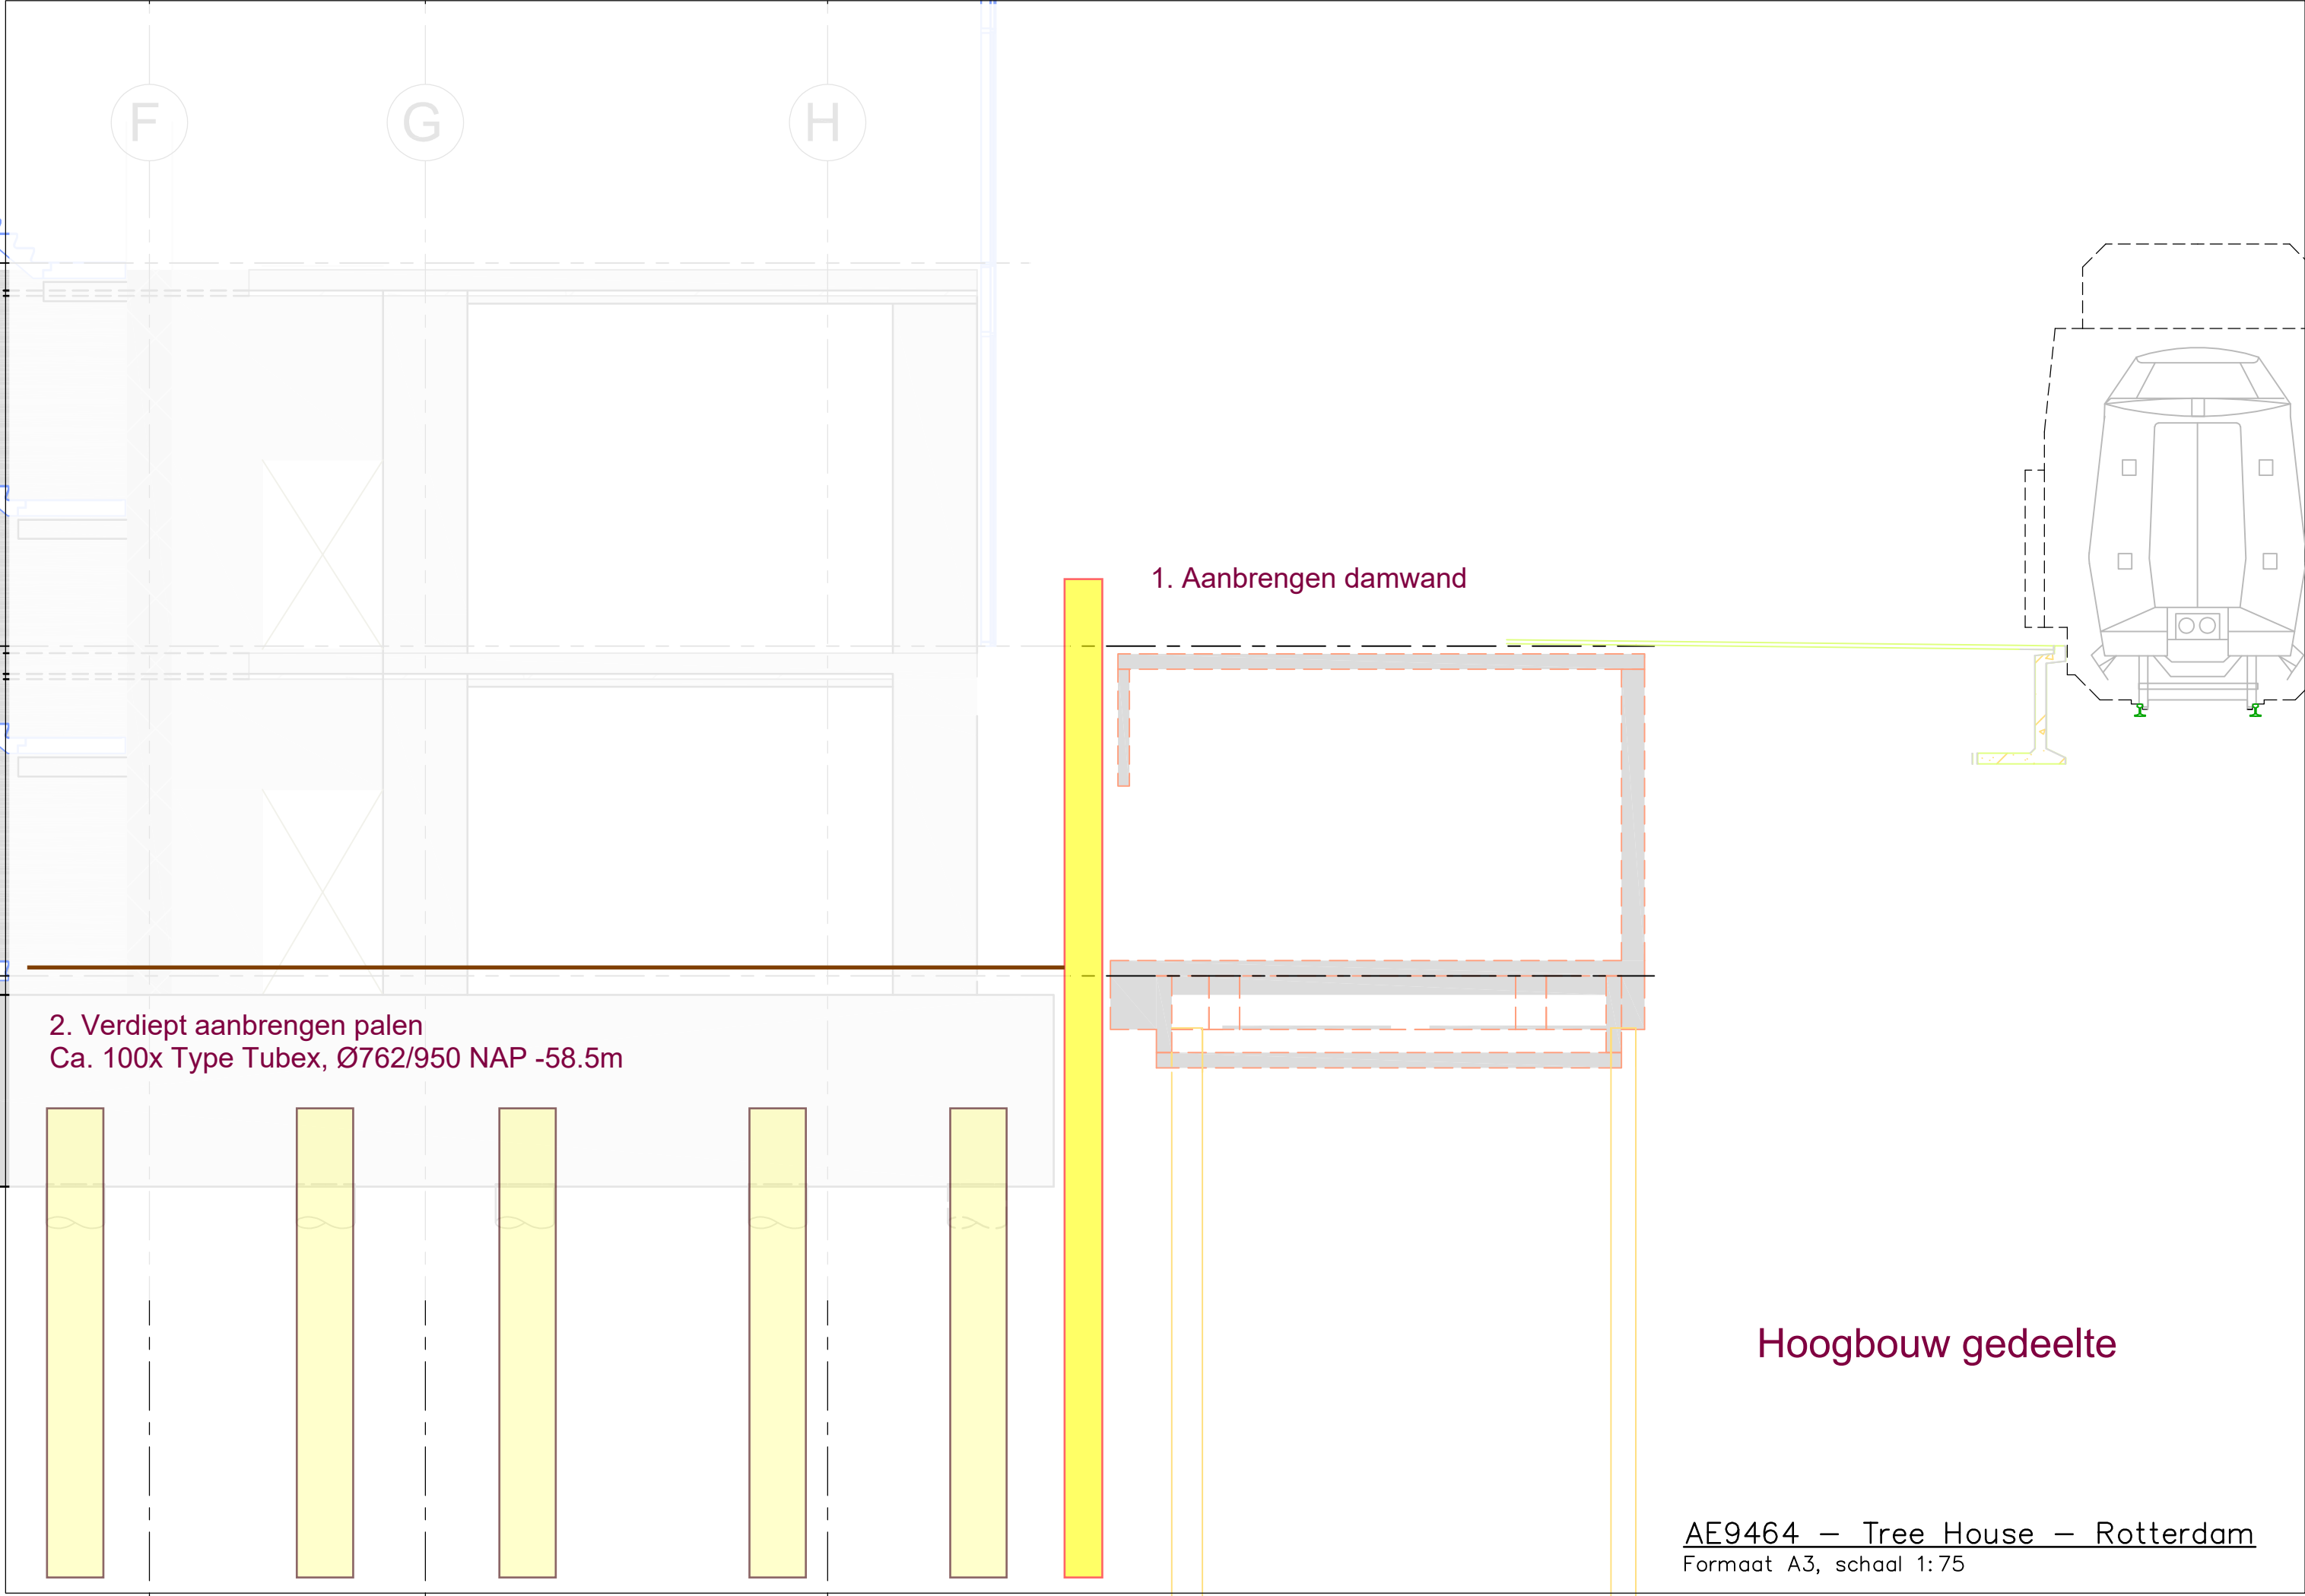 F
G
H
1. Aanbrengen damwand
2. Verdiept aanbrengen palen
Ca. 100x Type Tubex, Ø762/950 NAP -58.5m
Hoogbouw gedeelte
AE9464 – Tree House – Rotterdam
Formaat A3, schaal 1:75